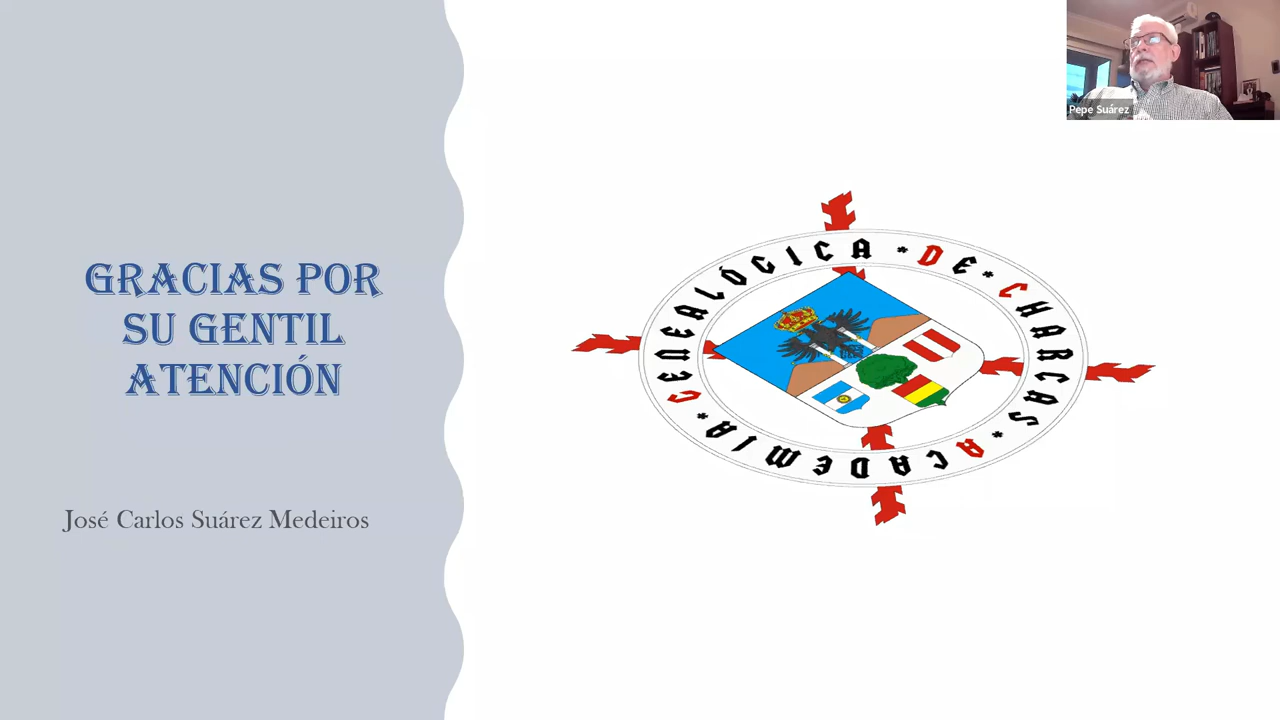 GRACIAS POR
SU GENTIL
ATENCIÓN
José Carlos Suárez Medeiros
ACADEMIA * GENEALÓGICA * DE * CHARCAS *
Pepe Suárez